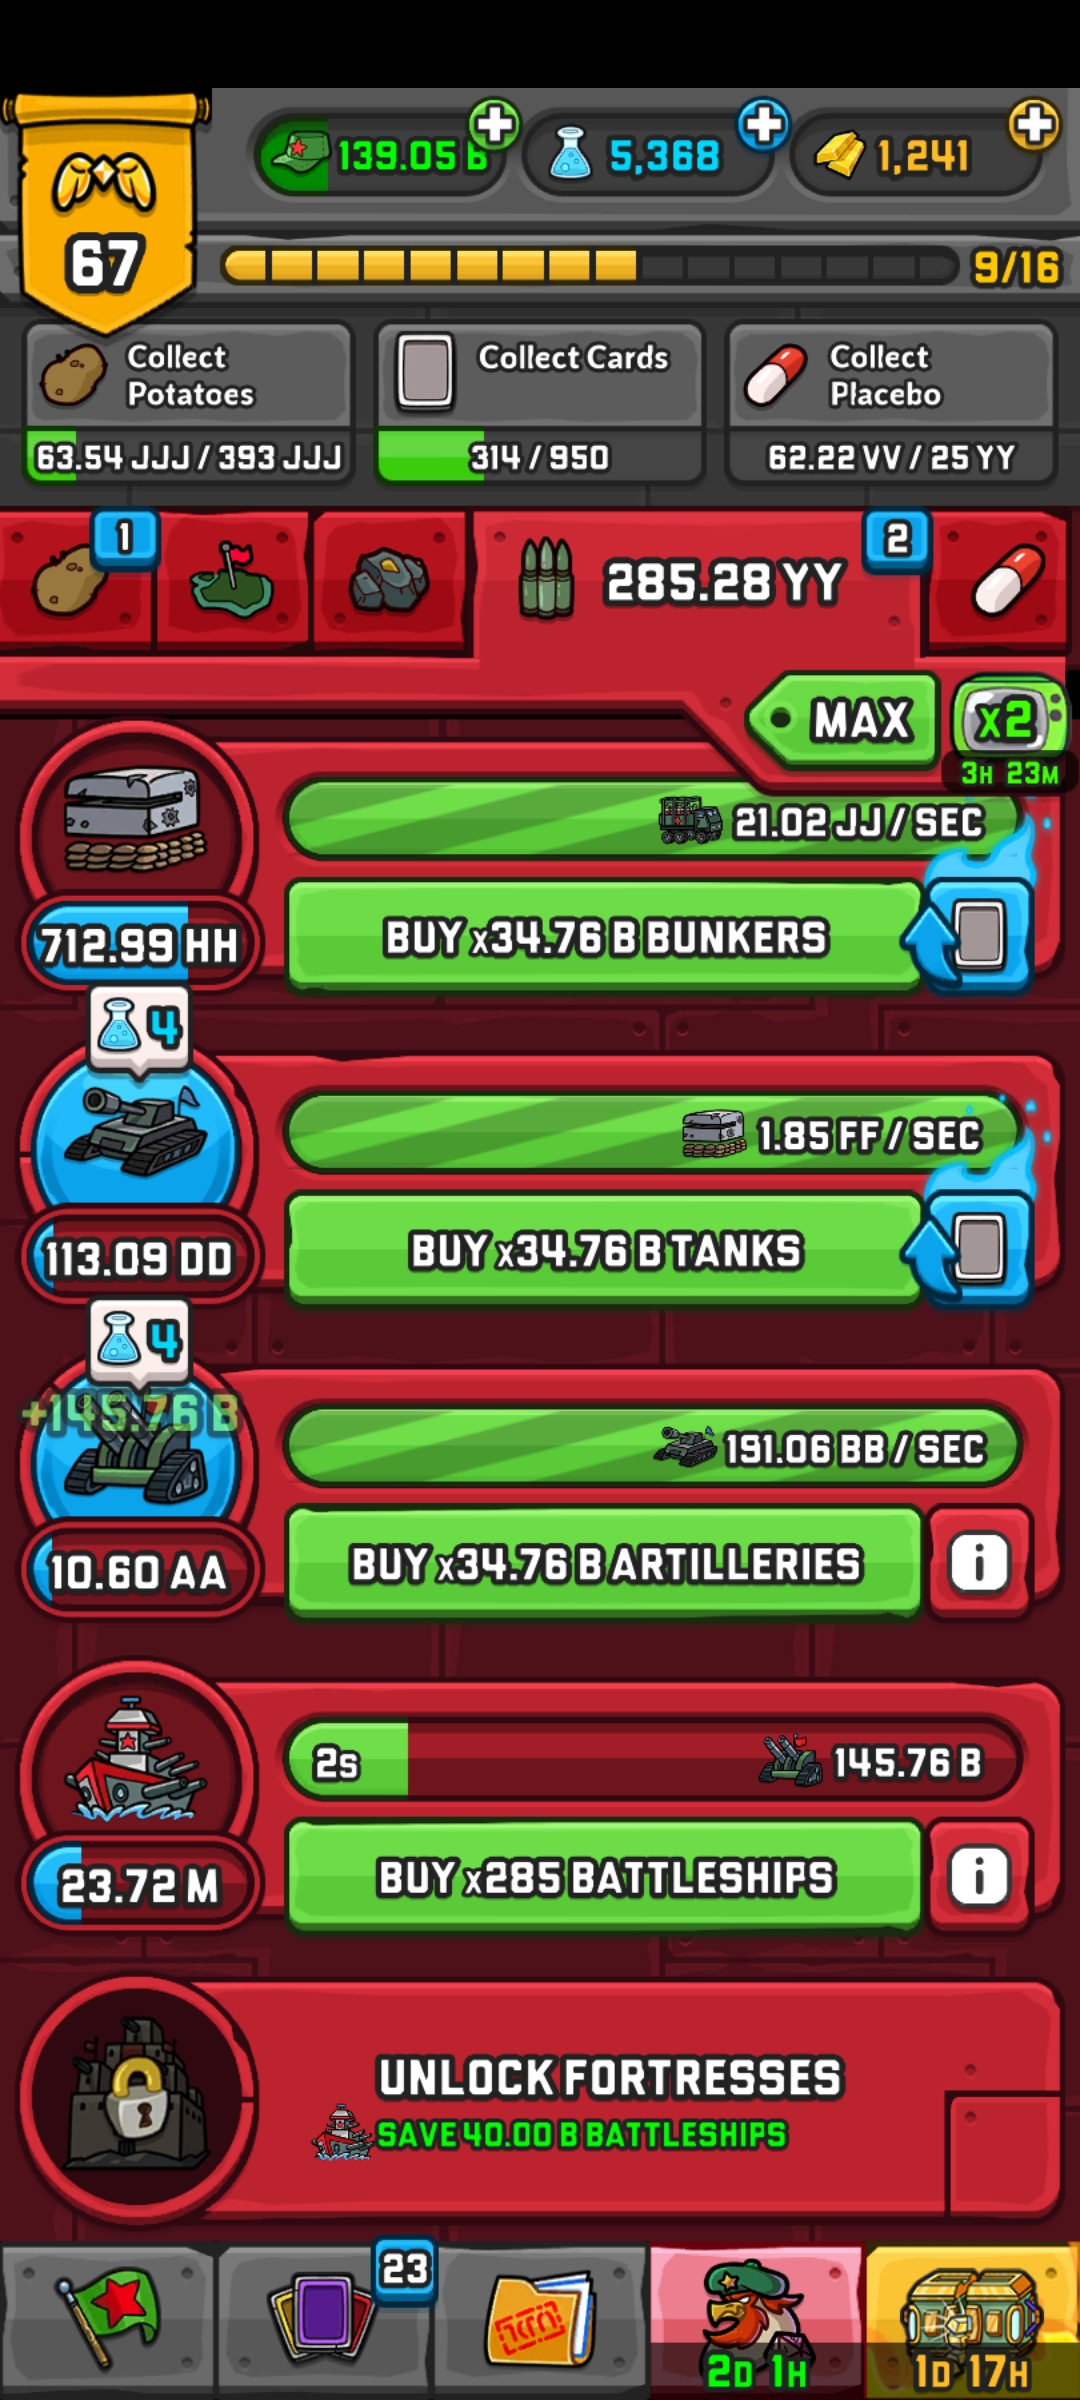 139.05 B
5,368
1,241
67
9/16
Collect Potatoes
63.54 JJJ / 393 JJJ
Collect Cards
314 / 950
Collect Placebo
62.22 VV / 25 YY
1
285.28 YY
2
MAX
x2
3H 23M
21.02 JJ / SEC
712.99 HH
BUY x34.76 B BUNKERS
4
1.85 FF / SEC
113.09 DD
BUY x34.76 B TANKS
4
+145.76 B
191.06 BB / SEC
10.60 AA
BUY x34.76 B ARTILLERIES
i
2s
145.76 B
23.72 M
BUY x285 BATTLESHIPS
i
UNLOCK FORTRESSES
SAVE 40.00 B BATTLESHIPS
23
2D 1H
1D 17H